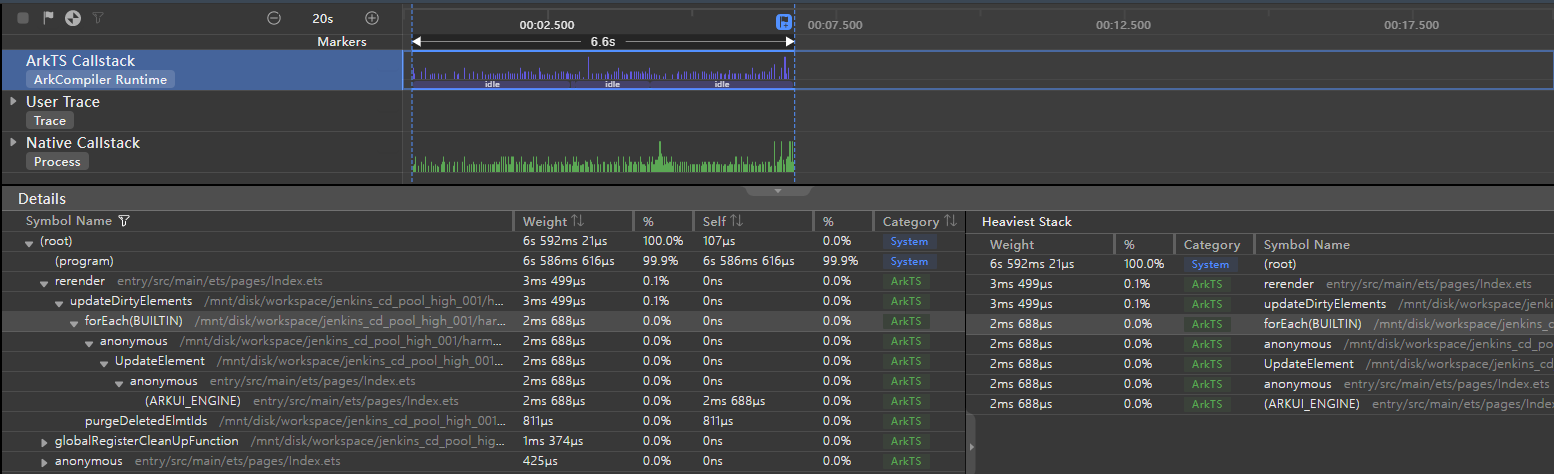 20s 00:02.500 00:07.500 00:12.500 00:17.500
Markers 6.6s
ArkTS Callstack
ArkCompiler Runtime idle idle idle
User Trace
Trace
Native Callstack
Process
Details
Symbol Name Weight % Self % Category Heaviest Stack
Weight % Category Symbol Name
(root) 6s 592ms 21μs 100.0% 107μs 0.0% System
(program) 6s 586ms 616μs 99.9% 6s 586ms 616μs 99.9% System
rerender entry/src/main/ets/pages/Index.ets 3ms 499μs 0.1% 0ns 0.0% ArkTS
updateDirtyElements /mnt/disk/workspace/jenkins_cd_pool_high_001/h... 3ms 499μs 0.1% 0ns 0.0% ArkTS
forEach(BUILTIN) /mnt/disk/workspace/jenkins_cd_pool_high_001/har... 2ms 688μs 0.0% 0ns 0.0% ArkTS
anonymous /mnt/disk/workspace/jenkins_cd_pool_high_001/harm... 2ms 688μs 0.0% 0ns 0.0% ArkTS
UpdateElement /mnt/disk/workspace/jenkins_cd_pool_high_001... 2ms 688μs 0.0% 0ns 0.0% ArkTS
anonymous entry/src/main/ets/pages/Index.ets 2ms 688μs 0.0% 0ns 0.0% ArkTS
(ARKUI_ENGINE) entry/src/main/ets/pages/Index.ets 2ms 688μs 0.0% 2ms 688μs 0.0% ArkTS
purgeDeletedElmtIds /mnt/disk/workspace/jenkins_cd_pool_high_001... 811μs 0.0% 811μs 0.0% ArkTS
globalRegisterCleanUpFunction /mnt/disk/workspace/jenkins_cd_pool_hig... 1ms 374μs 0.0% 0ns 0.0% ArkTS
anonymous entry/src/main/ets/pages/Index.ets 425μs 0.0% 0ns 0.0% ArkTS
6s 592ms 21μs 100.0% System (root)
3ms 499μs 0.1% ArkTS rerender entry/src/main/ets/pages/Index.ets
3ms 499μs 0.1% ArkTS updateDirtyElements /mnt/disk/workspace/jenkin
2ms 688μs 0.0% ArkTS forEach(BUILTIN) /mnt/disk/workspace/jenkins_c
2ms 688μs 0.0% ArkTS anonymous /mnt/disk/workspace/jenkins_cd_po
2ms 688μs 0.0% ArkTS UpdateElement /mnt/disk/workspace/jenkins_cd
2ms 688μs 0.0% ArkTS anonymous entry/src/main/ets/pages/Index.ets
2ms 688μs 0.0% ArkTS (ARKUI_ENGINE) entry/src/main/ets/pages/Index